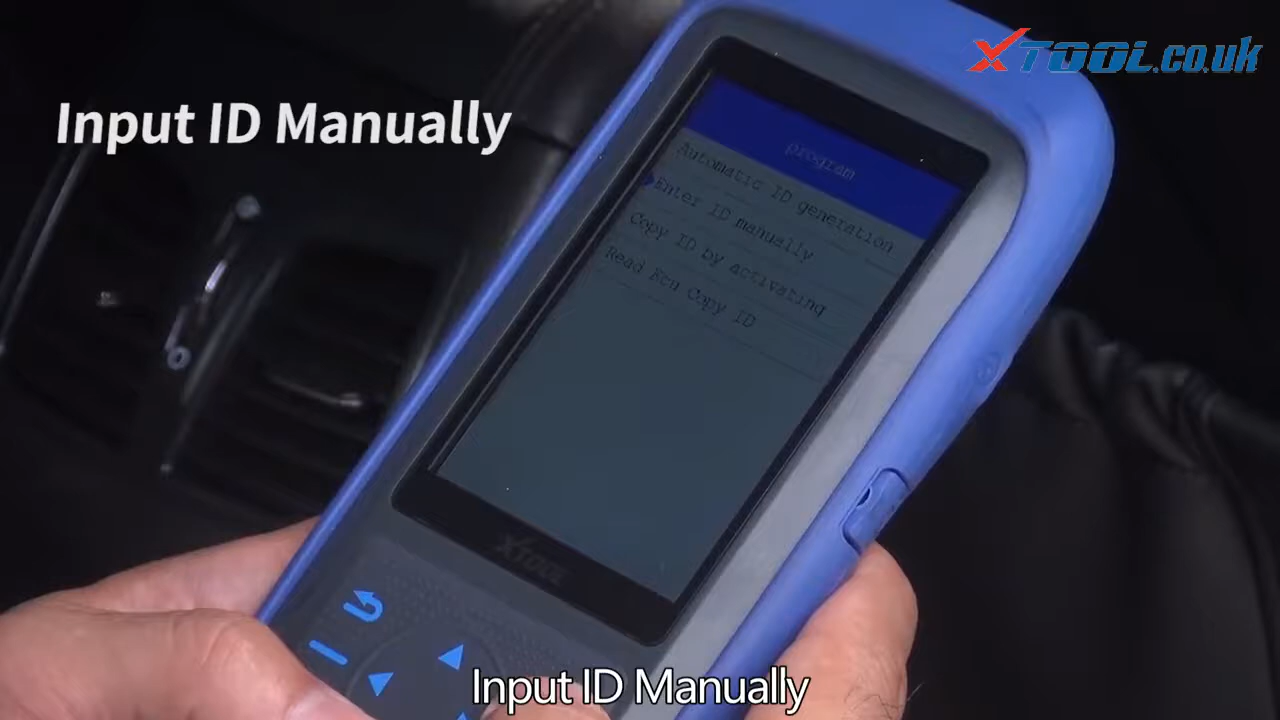 XTOOL.co.uk
Input ID Manually
program
Automatic ID generation
Enter ID manually
Copy ID by activating
Read Ecu Copy ID
XTOOL
Input ID Manually